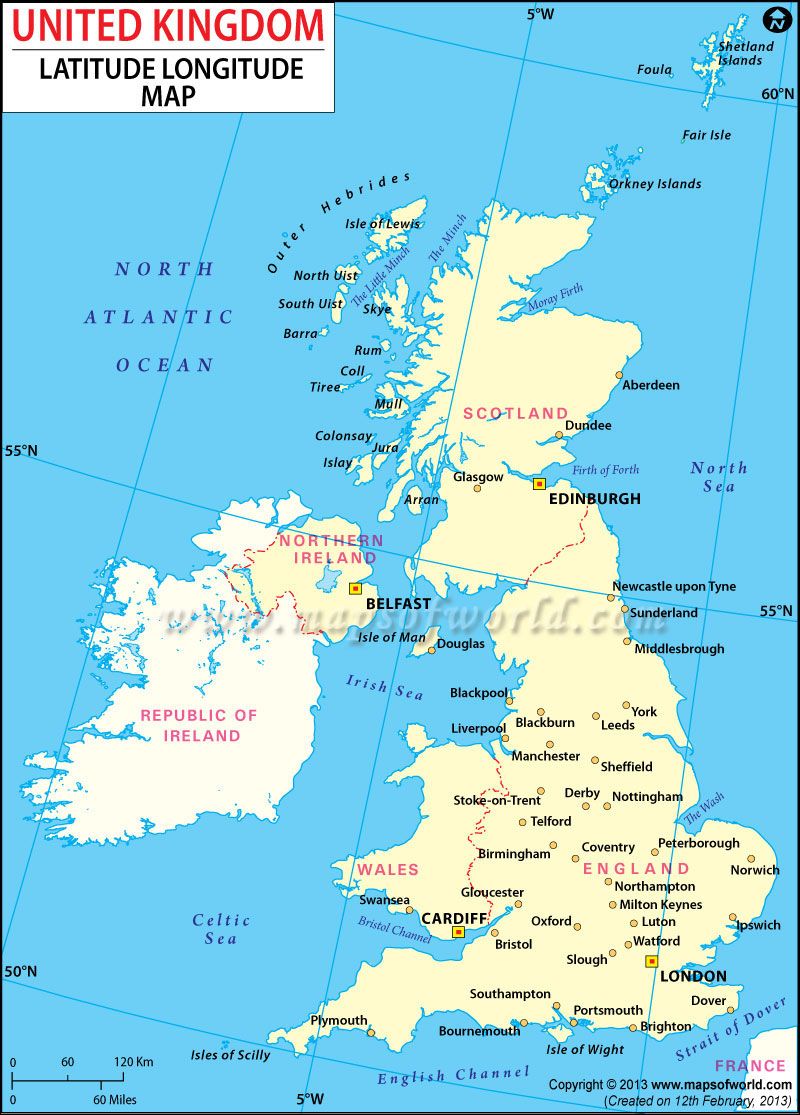 UNITED KINGDOM
LATITUDE LONGITUDE
MAP
5°W
Shetland
Islands
Foula
60°N
Fair Isle
Orkney Islands
Outer Hebrides
Isle of Lewis
The Minch
NORTH
ATLANTIC
OCEAN
North Uist
The Little Minch
South Uist
Skye
Moray Firth
Barra
Rum
Coll
Tiree
Aberdeen
Mull
SCOTLAND
Dundee
Colonsay
Jura
55°N
Islay
Firth of Forth
North
Sea
Glasgow
Arran
EDINBURGH
NORTHERN
IRELAND
Newcastle upon Tyne
BELFAST
Sunderland
55°N
www.mapsofworld.com
Isle of Man
Douglas
Middlesbrough
Irish Sea
Blackpool
York
REPUBLIC OF
IRELAND
Blackburn
Leeds
Liverpool
Manchester
Sheffield
Stoke-on-Trent
Derby
Nottingham
The Wash
Telford
Birmingham
Coventry
Peterborough
WALES
ENGLAND
Norwich
Northampton
Gloucester
Swansea
Milton Keynes
CARDIFF
Oxford
Luton
Ipswich
Celtic
Sea
Bristol Channel
Bristol
Watford
Slough
50°N
LONDON
Southampton
Portsmouth
Dover
Plymouth
Bournemouth
Brighton
Strait of Dover
Isles of Scilly
Isle of Wight
0 60 120 Km
FRANCE
English Channel
0 60 Miles
5°W
Copyright © 2013 www.mapsofworld.com
(Created on 12th February, 2013)
N